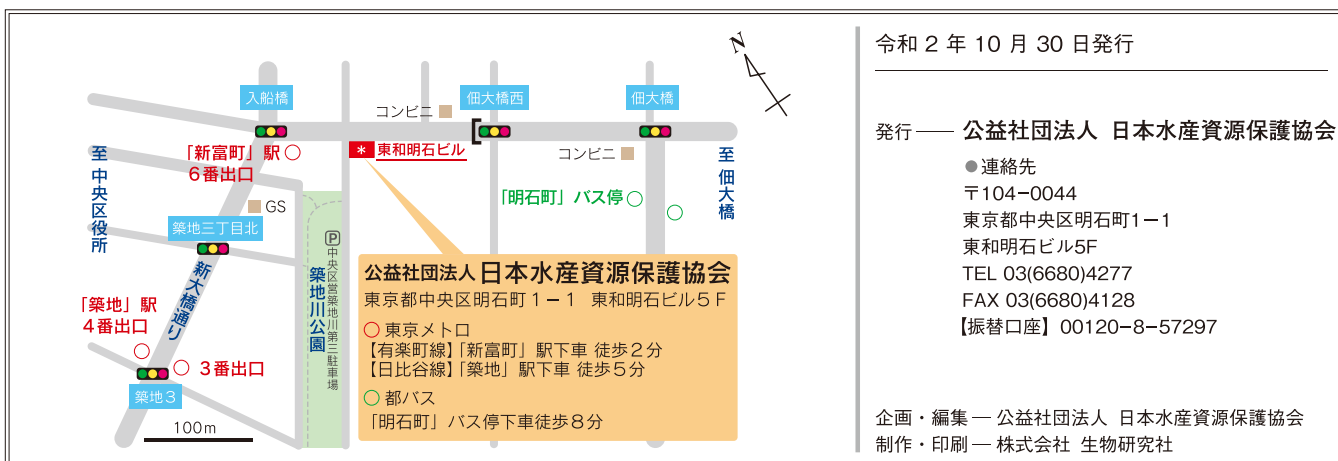 N
入船橋
コンビニ
佃大橋西
佃大橋
「新富町」駅
6番出口
* 東和明石ビル
コンビニ
至 中央区役所
至 佃大橋
GS
「明石町」バス停
築地三丁目北
新大橋通り
P 中央区営築地川第三駐車場
築地川公園
「築地」駅
4番出口
3番出口
築地3
100m
公益社団法人 日本水産資源保護協会
東京都中央区明石町1-1 東和明石ビル5F
東京メトロ
【有楽町線】「新富町」駅下車 徒歩2分
【日比谷線】「築地」駅下車 徒歩5分
都バス
「明石町」バス停下車徒歩8分
令和2年10月30日発行
発行― 公益社団法人 日本水産資源保護協会
●連絡先
〒104-0044
東京都中央区明石町1-1
東和明石ビル5F
TEL 03(6680)4277
FAX 03(6680)4128
【振替口座】00120-8-57297
企画・編集― 公益社団法人 日本水産資源保護協会
制作・印刷― 株式会社 生物研究社